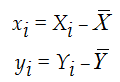 xᵢ = Xᵢ – X̅
yᵢ = Yᵢ – Y̅